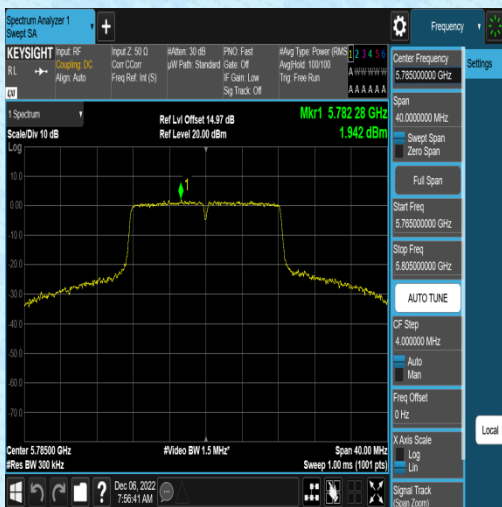 Spectrum Analyzer 1
Swept SA
Frequency
KEYSIGHT
Input: RF
Coupling: DC
Align: Auto
Input Z: 50 Ω
Corr CCorr
Freq Ref: Int (S)
#Atten: 30 dB
µW Path: Standard
PNO: Fast
Gate: Off
IF Gain: Low
Sig Track: Off
#Avg Type: Power (RMS
Avg|Hold: 100/100
Trig: Free Run
1 2 3 4 5 6
A W W W W W
A A A A A A
RL
LXI
Center Frequency
5.785000000 GHz
Settings
Span
40.0000000 MHz
Swept Span
Zero Span
Full Span
Start Freq
5.765000000 GHz
Stop Freq
5.805000000 GHz
AUTO TUNE
CF Step
4.000000 MHz
Auto
Man
Freq Offset
0 Hz
X Axis Scale
Log
Lin
Signal Track
(Span Zoom)
Local
1 Spectrum
Scale/Div 10 dB
Ref Lvl Offset 14.97 dB
Ref Level 20.00 dBm
Mkr1 5.782 28 GHz
1.942 dBm
Log
10.0
0.00
-10.0
-20.0
-30.0
-40.0
-50.0
-60.0
-70.0
1
Center 5.78500 GHz
#Res BW 300 kHz
#Video BW 1.5 MHz*
Span 40.00 MHz
Sweep 1.00 ms (1001 pts)
?
Dec 06, 2022
7:56:41 AM